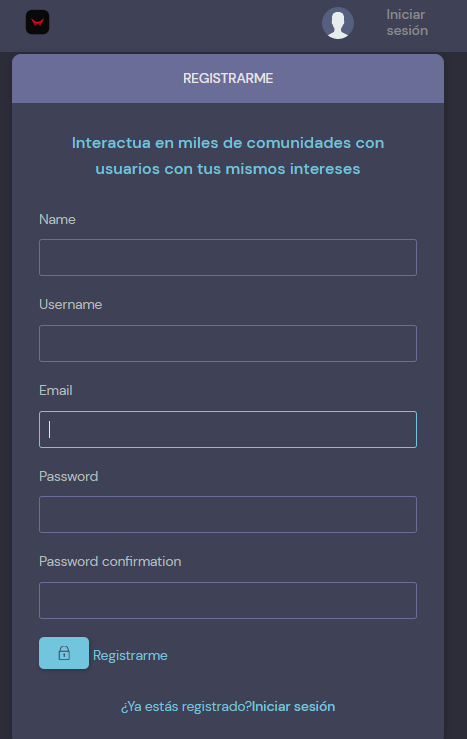 Iniciar
sesión
REGISTRARME
Interactua en miles de comunidades con
usuarios con tus mismos intereses
Name
Username
Email
Password
Password confirmation
Registrarme
¿Ya estás registrado?Iniciar sesión